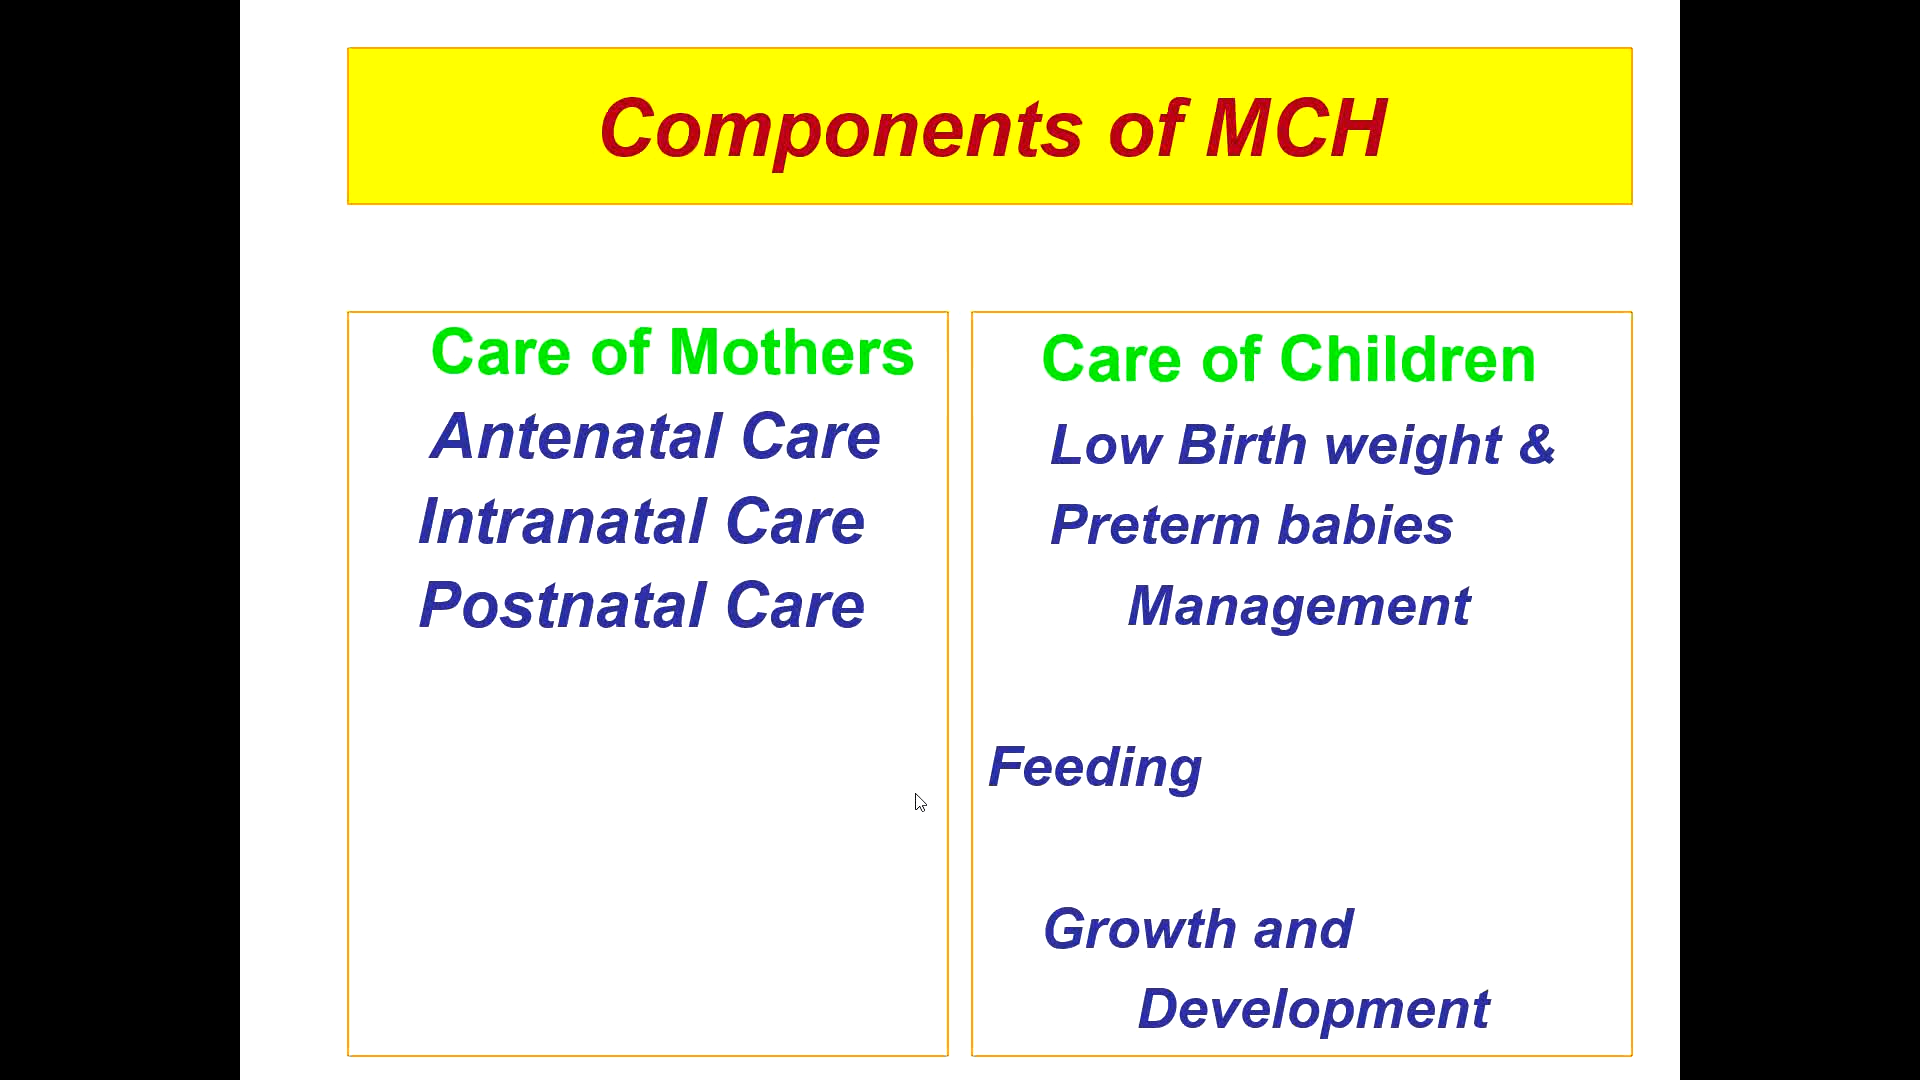 Components of MCH
Care of Mothers
Antenatal Care
Intranatal Care
Postnatal Care
Care of Children
Low Birth weight &
Preterm babies
Management
Feeding
Growth and
Development